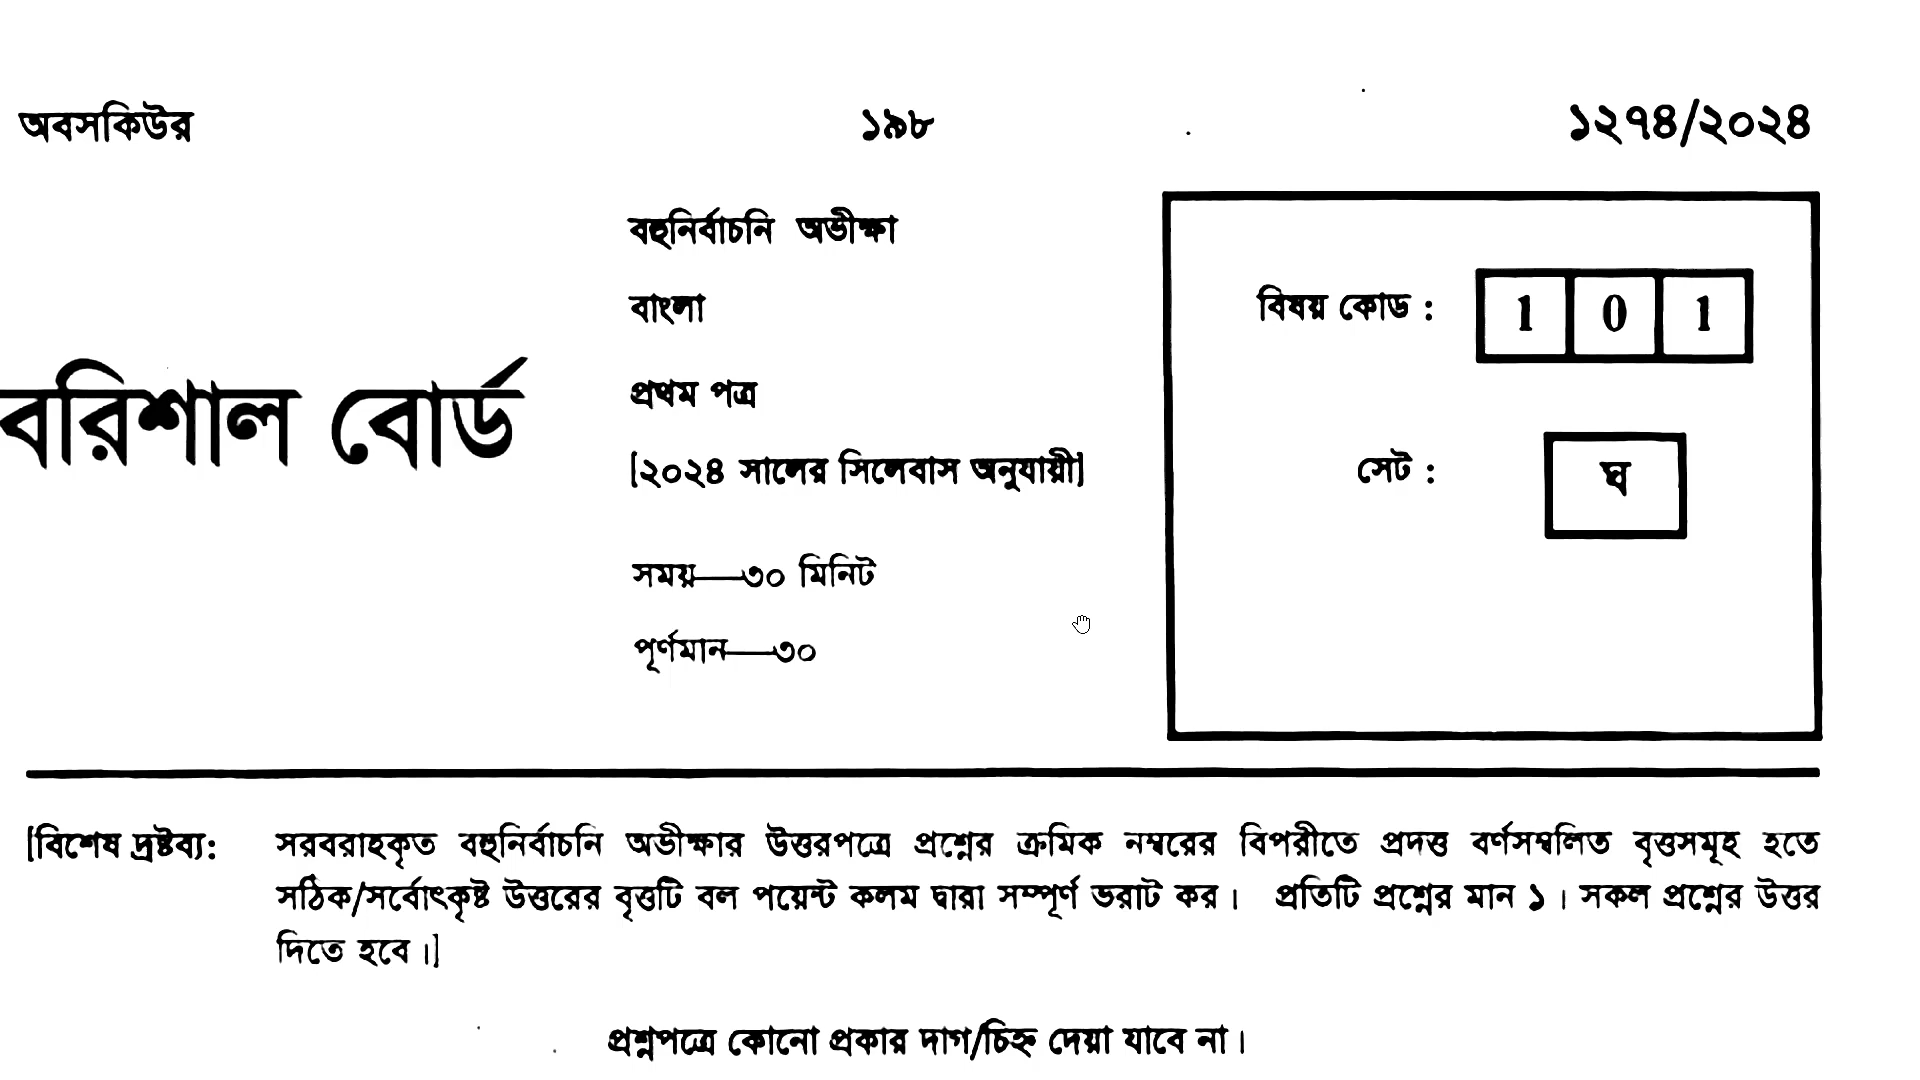 অবসকিউর ১৯৮ ১২৭৪/২০২৪
বহুনির্বাচনি অভীক্ষা
বাংলা
বিষয় কোড : 1 0 1
প্রথম পত্র
বরিশাল বোর্ড
[২০২৪ সালের সিলেবাস অনুযায়ী]
সেট : ঘ
সময়—৩০ মিনিট
পূর্ণমান—৩০
[বিশেষ দ্রষ্টব্য: সরবরাহকৃত বহুনির্বাচনি অভীক্ষার উত্তরপত্রে প্রশ্নের ক্রমিক নম্বরের বিপরীতে প্রদত্ত বর্ণসম্বলিত বৃত্তসমূহ হতে
সঠিক/সর্বোৎকৃষ্ট উত্তরের বৃত্তটি বল পয়েন্ট কলম দ্বারা সম্পূর্ণ ভরাট কর। প্রতিটি প্রশ্নের মান ১। সকল প্রশ্নের উত্তর
দিতে হবে।]
প্রশ্নপত্রে কোনো প্রকার দাগ/চিহ্ন দেয়া যাবে না।